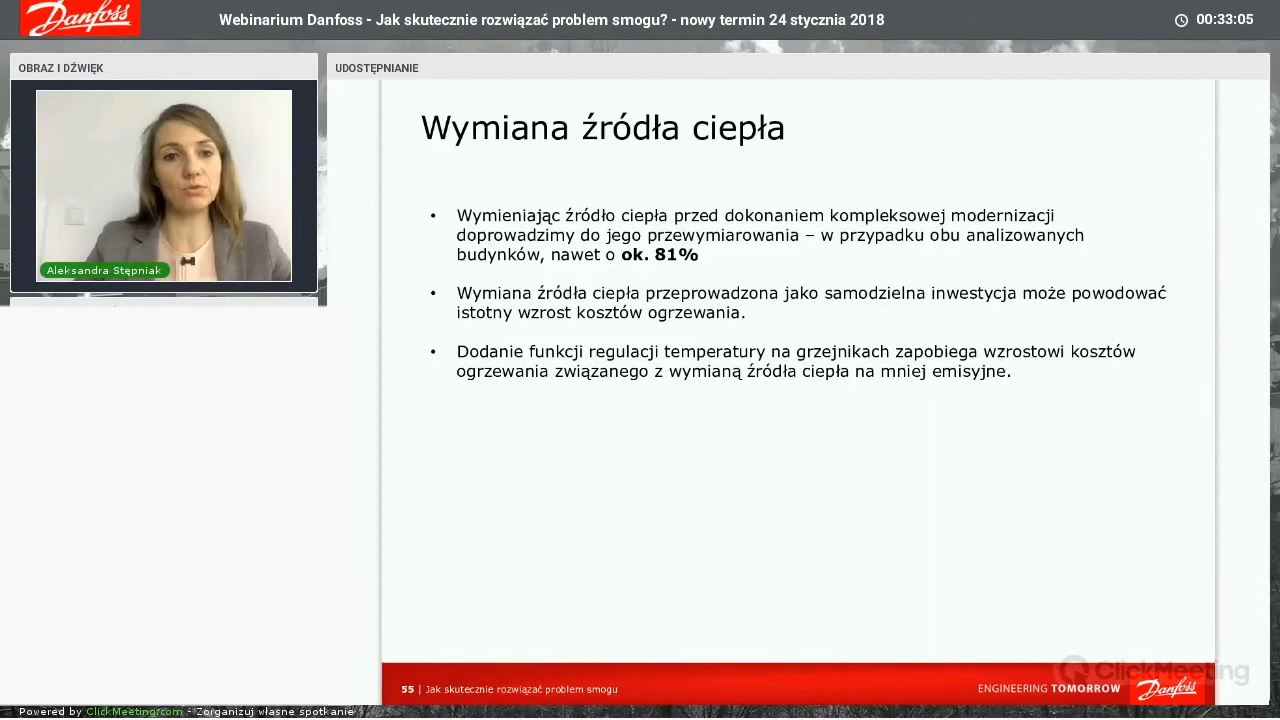 Danfoss
Webinarium Danfoss - Jak skutecznie rozwiązać problem smogu? - nowy termin 24 stycznia 2018
00:33:05
OBRAZ I DŹWIĘK
UDOSTĘPNIANIE
Aleksandra Stępniak
Wymiana źródła ciepła
• Wymieniając źródło ciepła przed dokonaniem kompleksowej modernizacji
doprowadzimy do jego przewymiarowania – w przypadku obu analizowanych
budynków, nawet o ok. 81%
• Wymiana źródła ciepła przeprowadzona jako samodzielna inwestycja może powodować
istotny wzrost kosztów ogrzewania.
• Dodanie funkcji regulacji temperatury na grzejnikach zapobiega wzrostowi kosztów
ogrzewania związanego z wymianą źródła ciepła na mniej emisyjne.
ClickMeeting
55 | Jak skutecznie rozwiązać problem smogu
ENGINEERING TOMORROW
Danfoss
Powered by ClickMeeting.com - Zorganizuj własne spotkanie